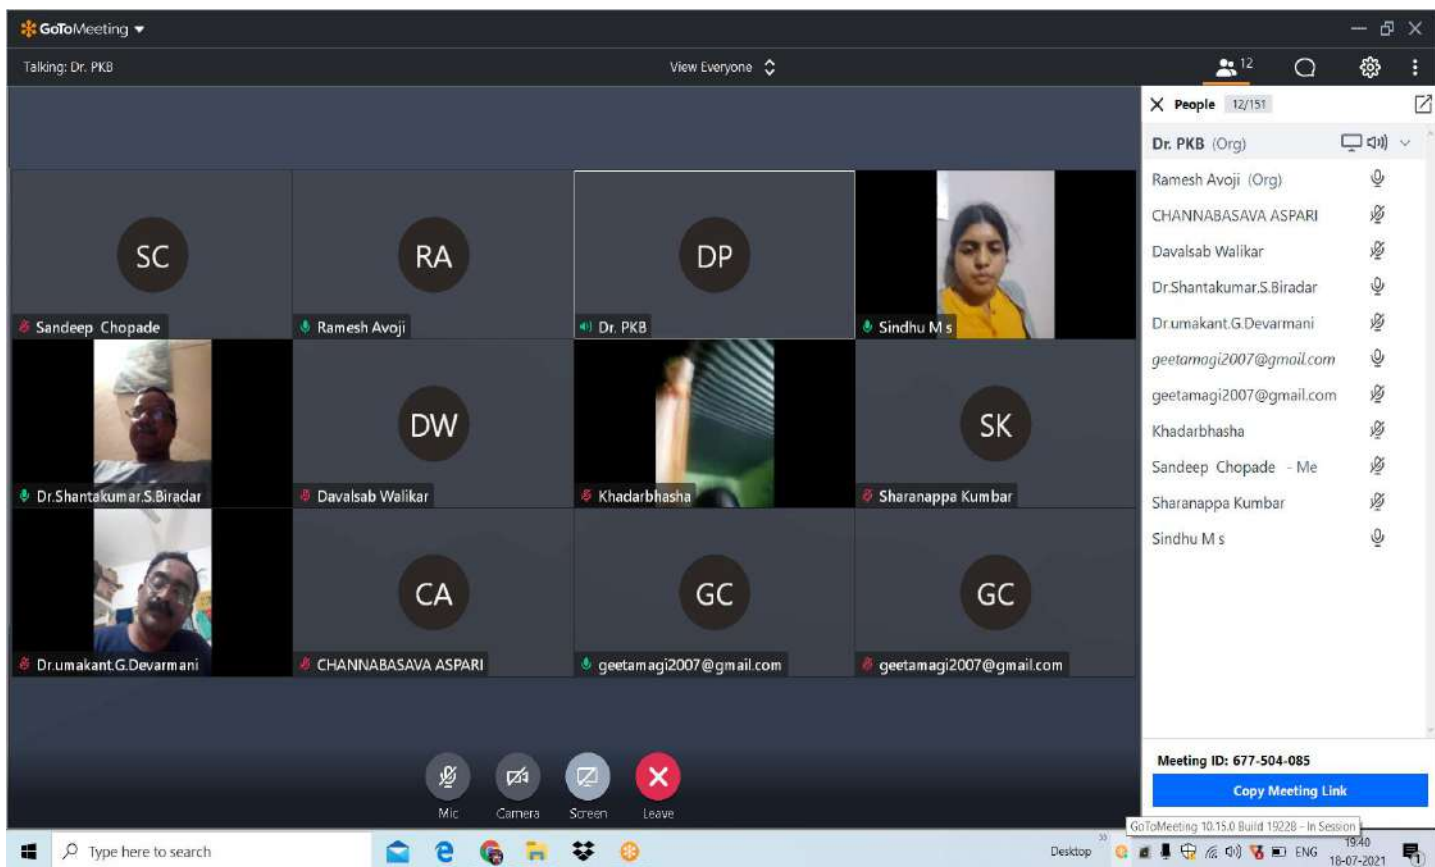 GoToMeeting
Talking: Dr. PKB
View Everyone
12
People 12/151
Dr. PKB (Org)
Ramesh Avoji (Org)
CHANNABASAVA ASPARI
Davalsab Walikar
Dr.Shantakumar.S.Biradar
Dr.umakant.G.Devarmani
geetamagi2007@gmail.com
geetamagi2007@gmail.com
Khadarbhasha
Sandeep Chopade - Me
Sharanappa Kumbar
Sindhu M s
SC
RA
DP
Sandeep Chopade
Ramesh Avoji
Dr. PKB
Sindhu M s
DW
SK
Dr.Shantakumar.S.Biradar
Davalsab Walikar
Khadarbhasha
Sharanappa Kumbar
CA
GC
GC
Dr.umakant.G.Devarmani
CHANNABASAVA ASPARI
geetamagi2007@gmail.com
geetamagi2007@gmail.com
Mic
Camera
Screen
Leave
Meeting ID: 677-504-085
Copy Meeting Link
GoToMeeting 10.15.0 Build 19228 – In Session
Type here to search
Desktop
ENG
19:40
18-07-2021
1